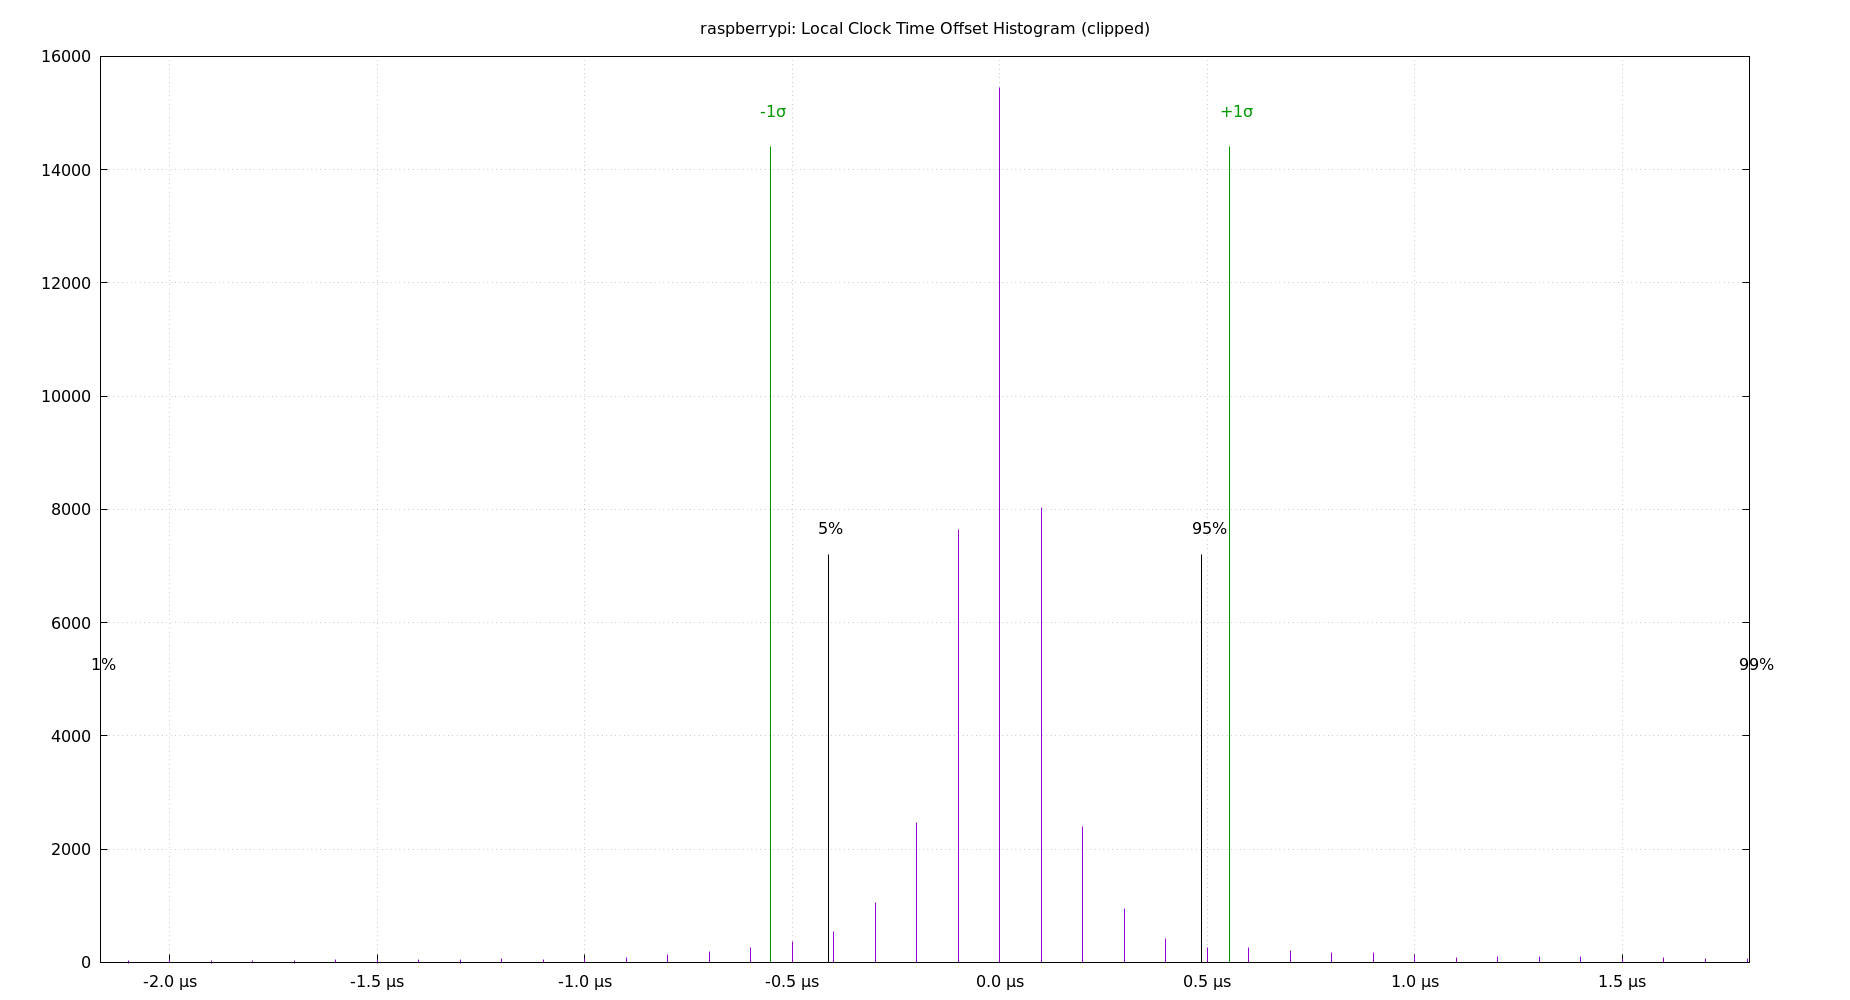 raspberrypi: Local Clock Time Offset Histogram (clipped)
16000
-1σ
+1σ
14000
12000
10000
8000
5%
95%
6000
1%
99%
4000
2000
0
-2.0 µs
-1.5 µs
-1.0 µs
-0.5 µs
0.0 µs
0.5 µs
1.0 µs
1.5 µs